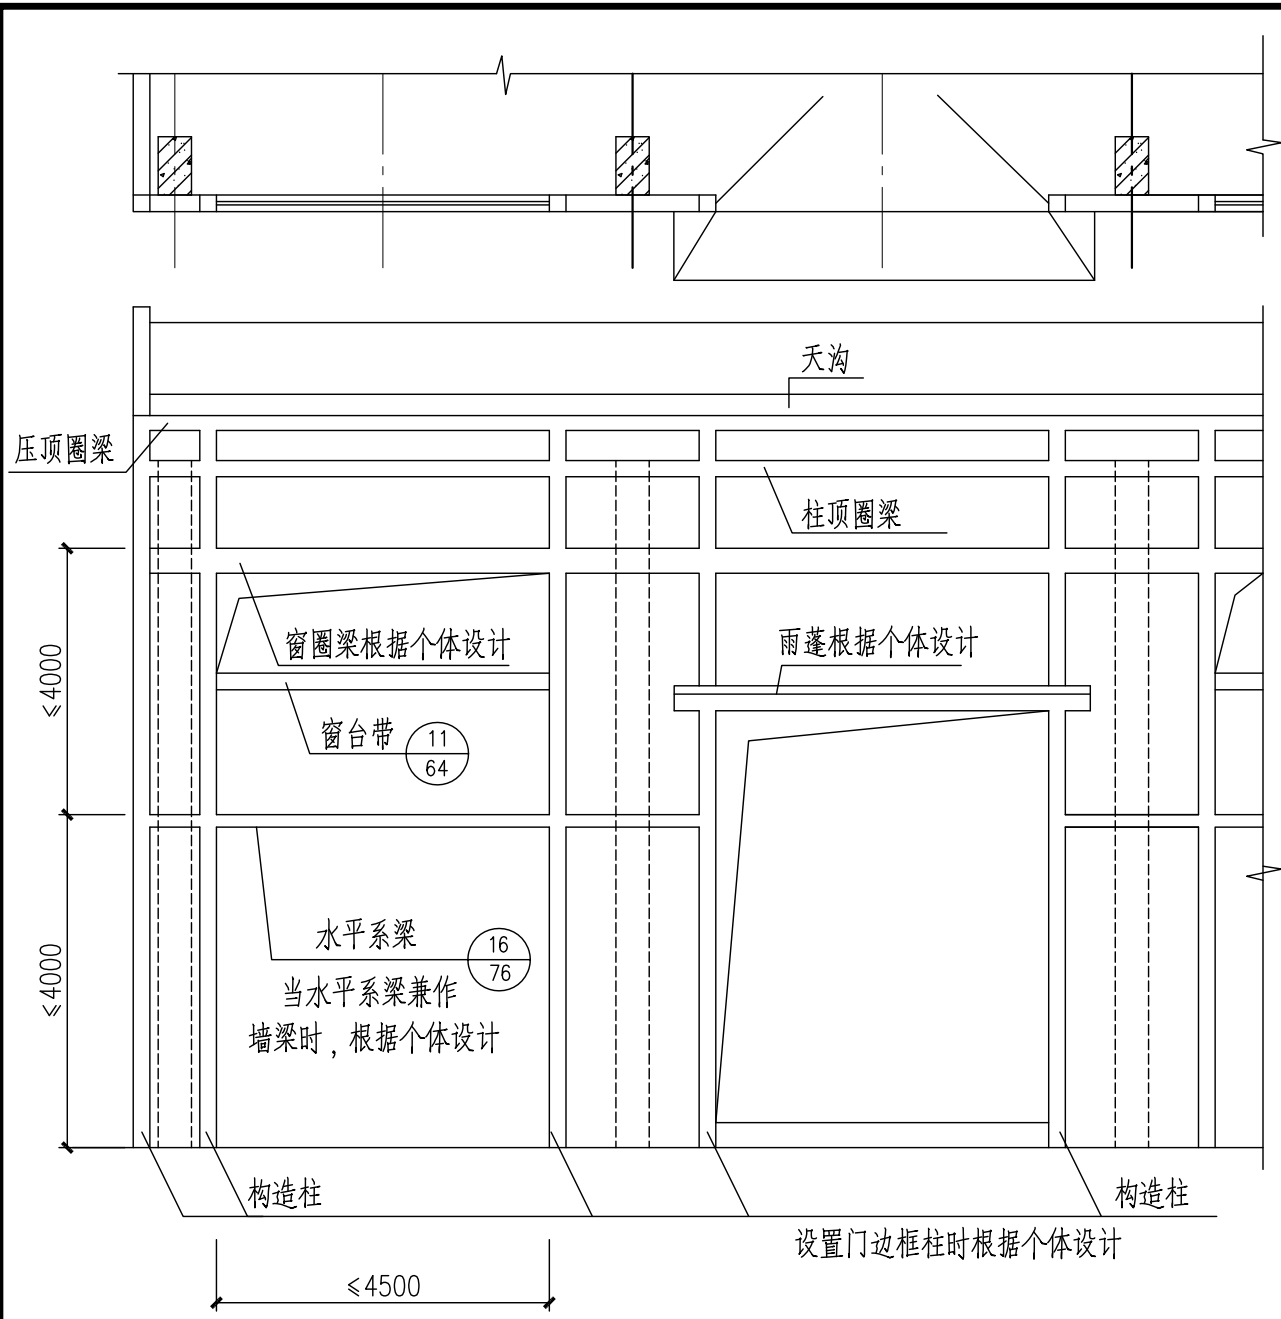 天沟
压顶圈梁
柱顶圈梁
窗圈梁根据个体设计
雨蓬根据个体设计
≤4000
窗台带
11
64
水平系梁
16
76
当水平系梁兼作
墙梁时,根据个体设计
≤4000
构造柱
构造柱
设置门边框柱时根据个体设计
≤4500